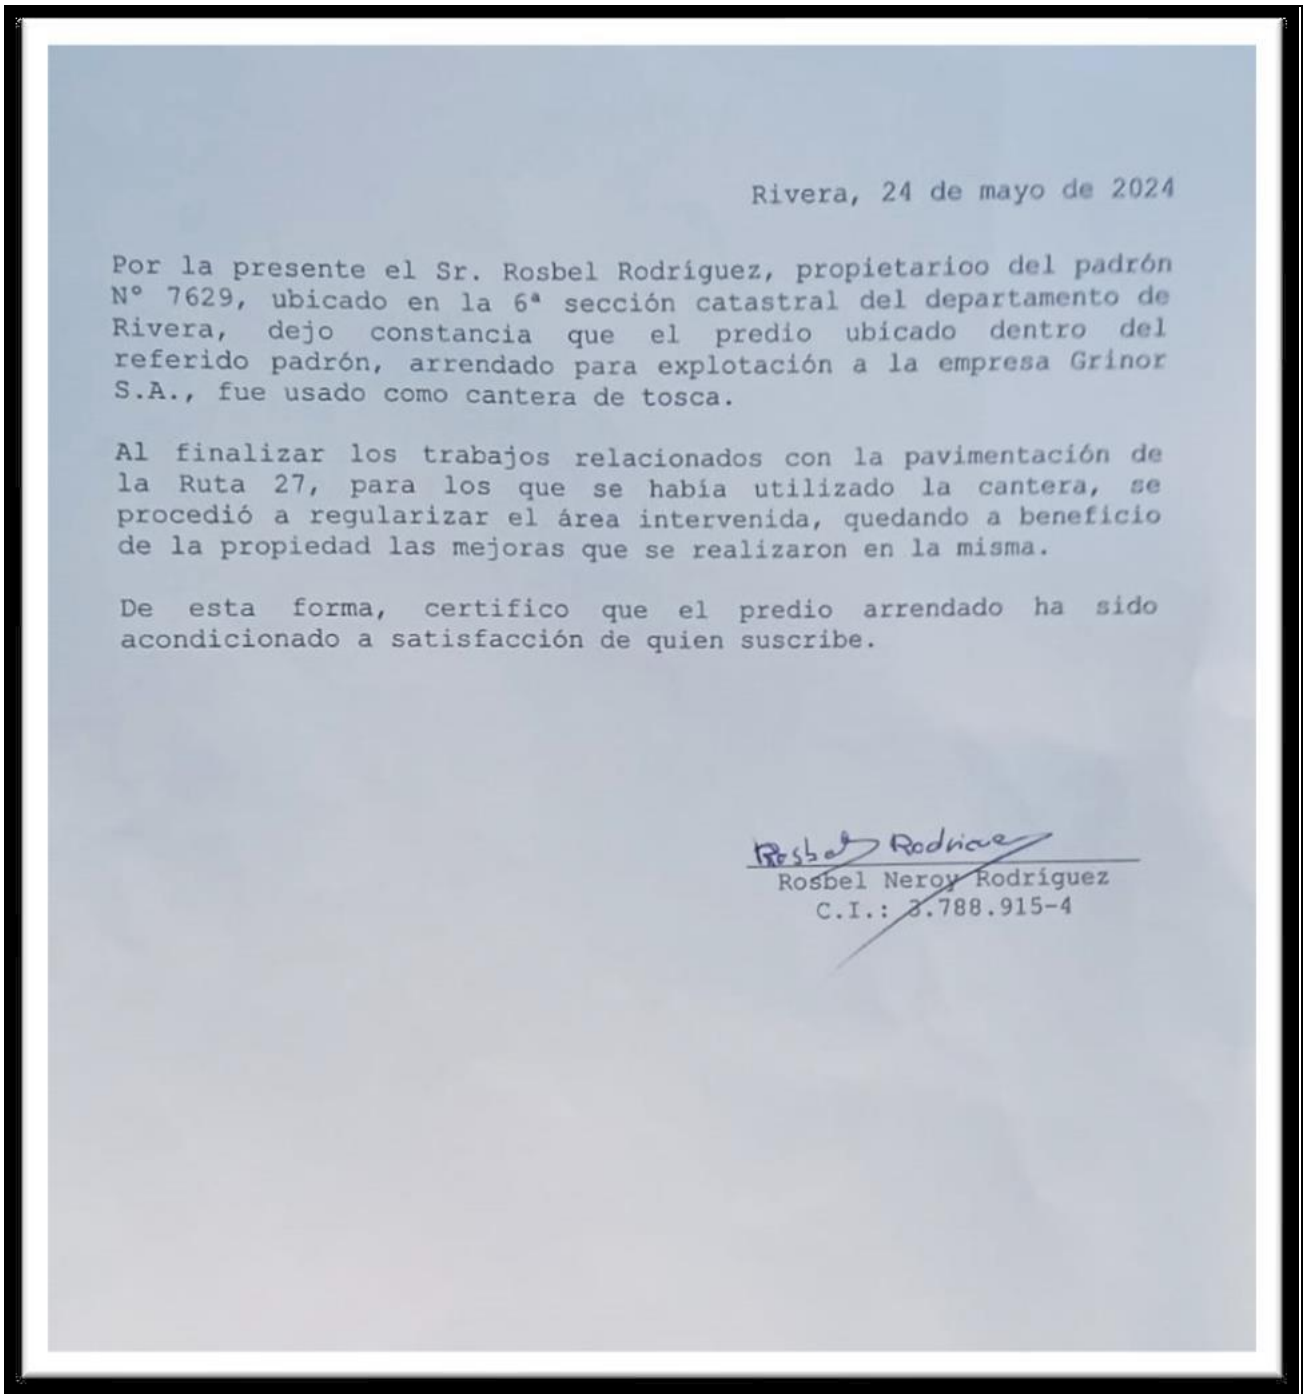 Rivera, 24 de mayo de 2024
Por la presente el Sr. Rosbel Rodríguez, propietarioo del padrón
Nº 7629, ubicado en la 6ª sección catastral del departamento de
Rivera, dejo constancia que el predio ubicado dentro del
referido padrón, arrendado para explotación a la empresa Grinor
S.A., fue usado como cantera de tosca.
Al finalizar los trabajos relacionados con la pavimentación de
la Ruta 27, para los que se había utilizado la cantera, se
procedió a regularizar el área intervenida, quedando a beneficio
de la propiedad las mejoras que se realizaron en la misma.
De esta forma, certifico que el predio arrendado ha sido
acondicionado a satisfacción de quien suscribe.
Rosbel Rodrigue
Rosbel Neroy Rodríguez
C.I.: 3.788.915-4